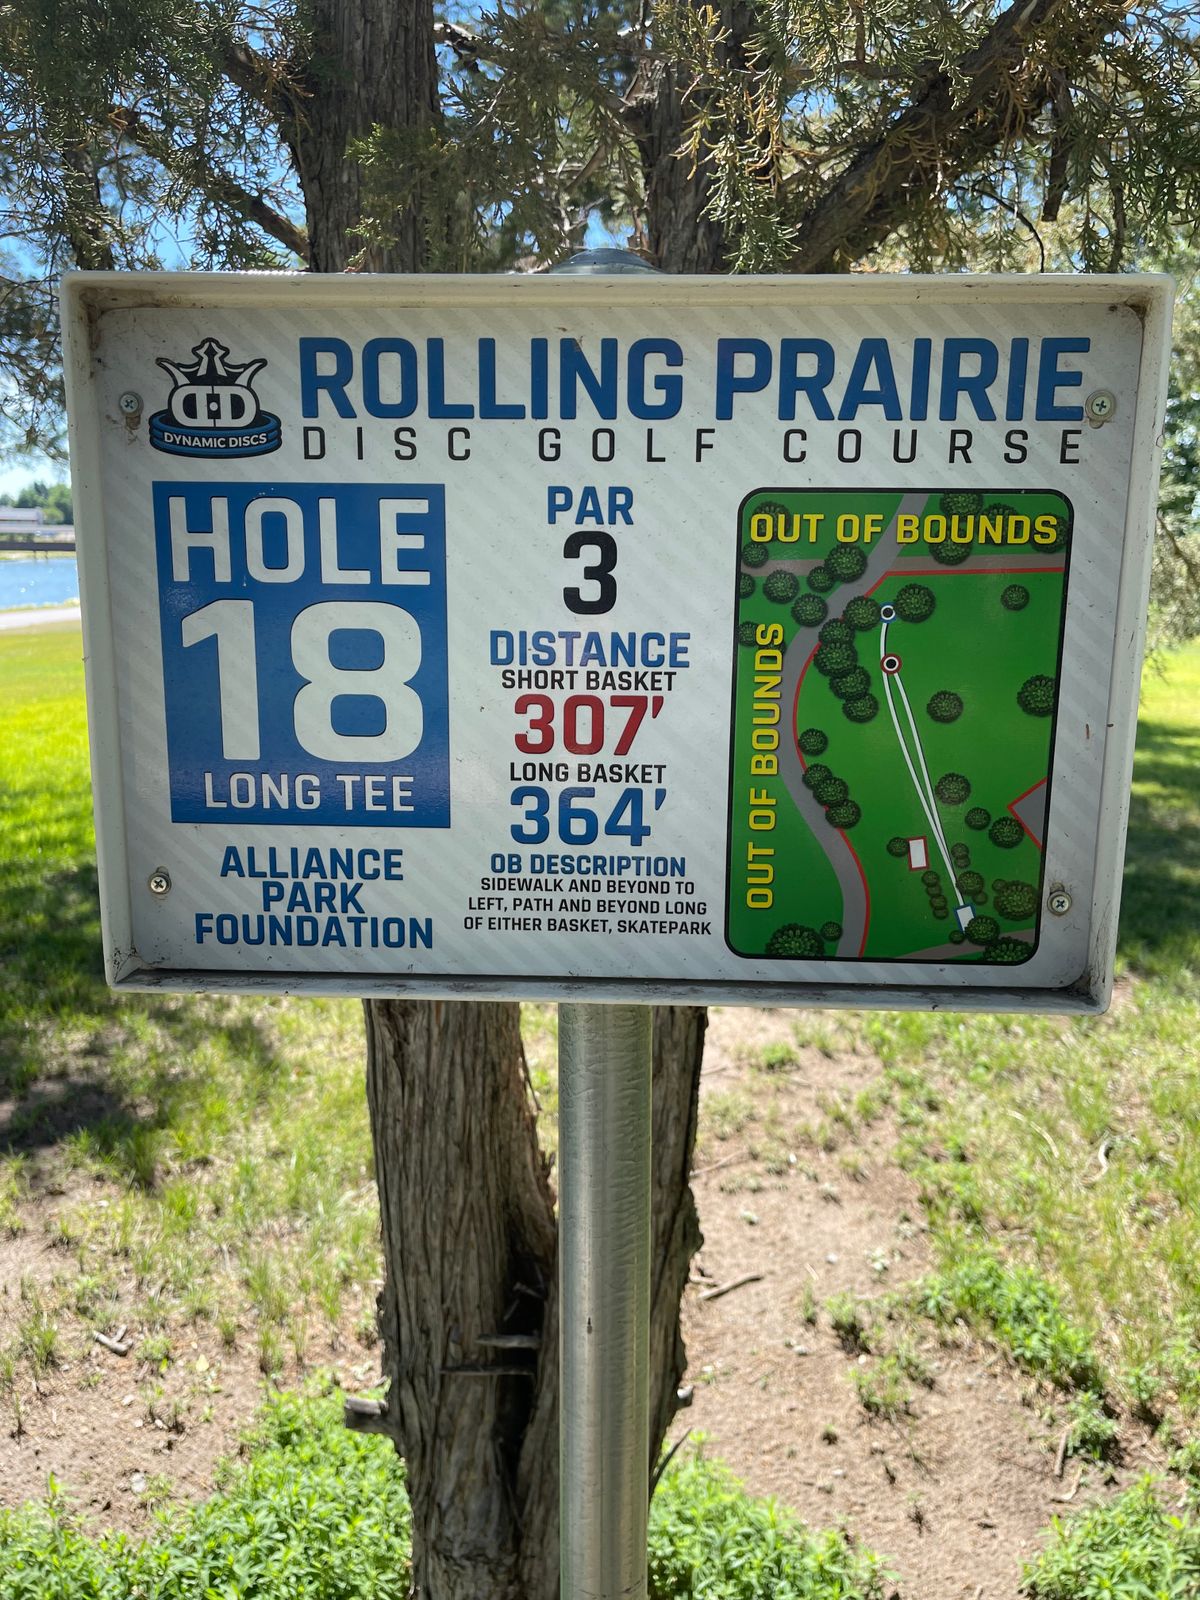 DYNAMIC DISCS
ROLLING PRAIRIE
DISC GOLF COURSE
HOLE
18
LONG TEE
ALLIANCE
PARK
FOUNDATION
PAR
3
DISTANCE
SHORT BASKET
307'
LONG BASKET
364'
OB DESCRIPTION
SIDEWALK AND BEYOND TO
LEFT, PATH AND BEYOND LONG
OF EITHER BASKET, SKATEPARK
OUT OF BOUNDS
OUT OF BOUNDS